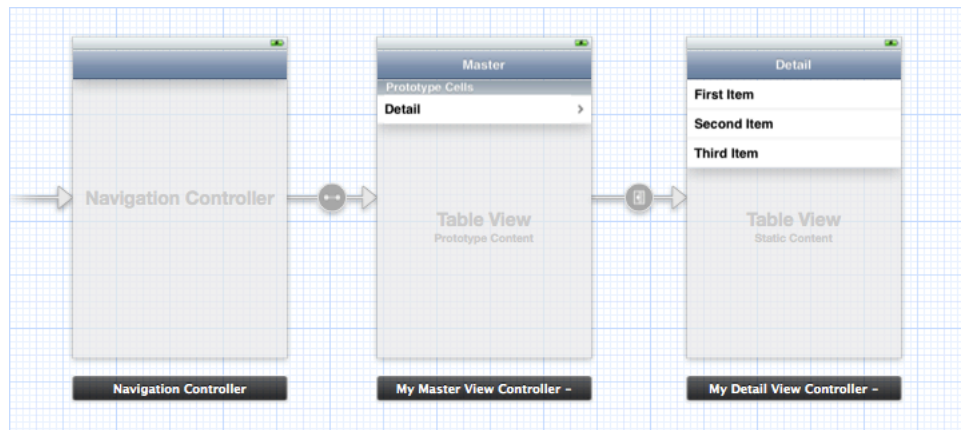 Navigation Controller
Navigation Controller
Master
Prototype Cells
Detail
Table View
Prototype Content
My Master View Controller –
Detail
First Item
Second Item
Third Item
Table View
Static Content
My Detail View Controller –